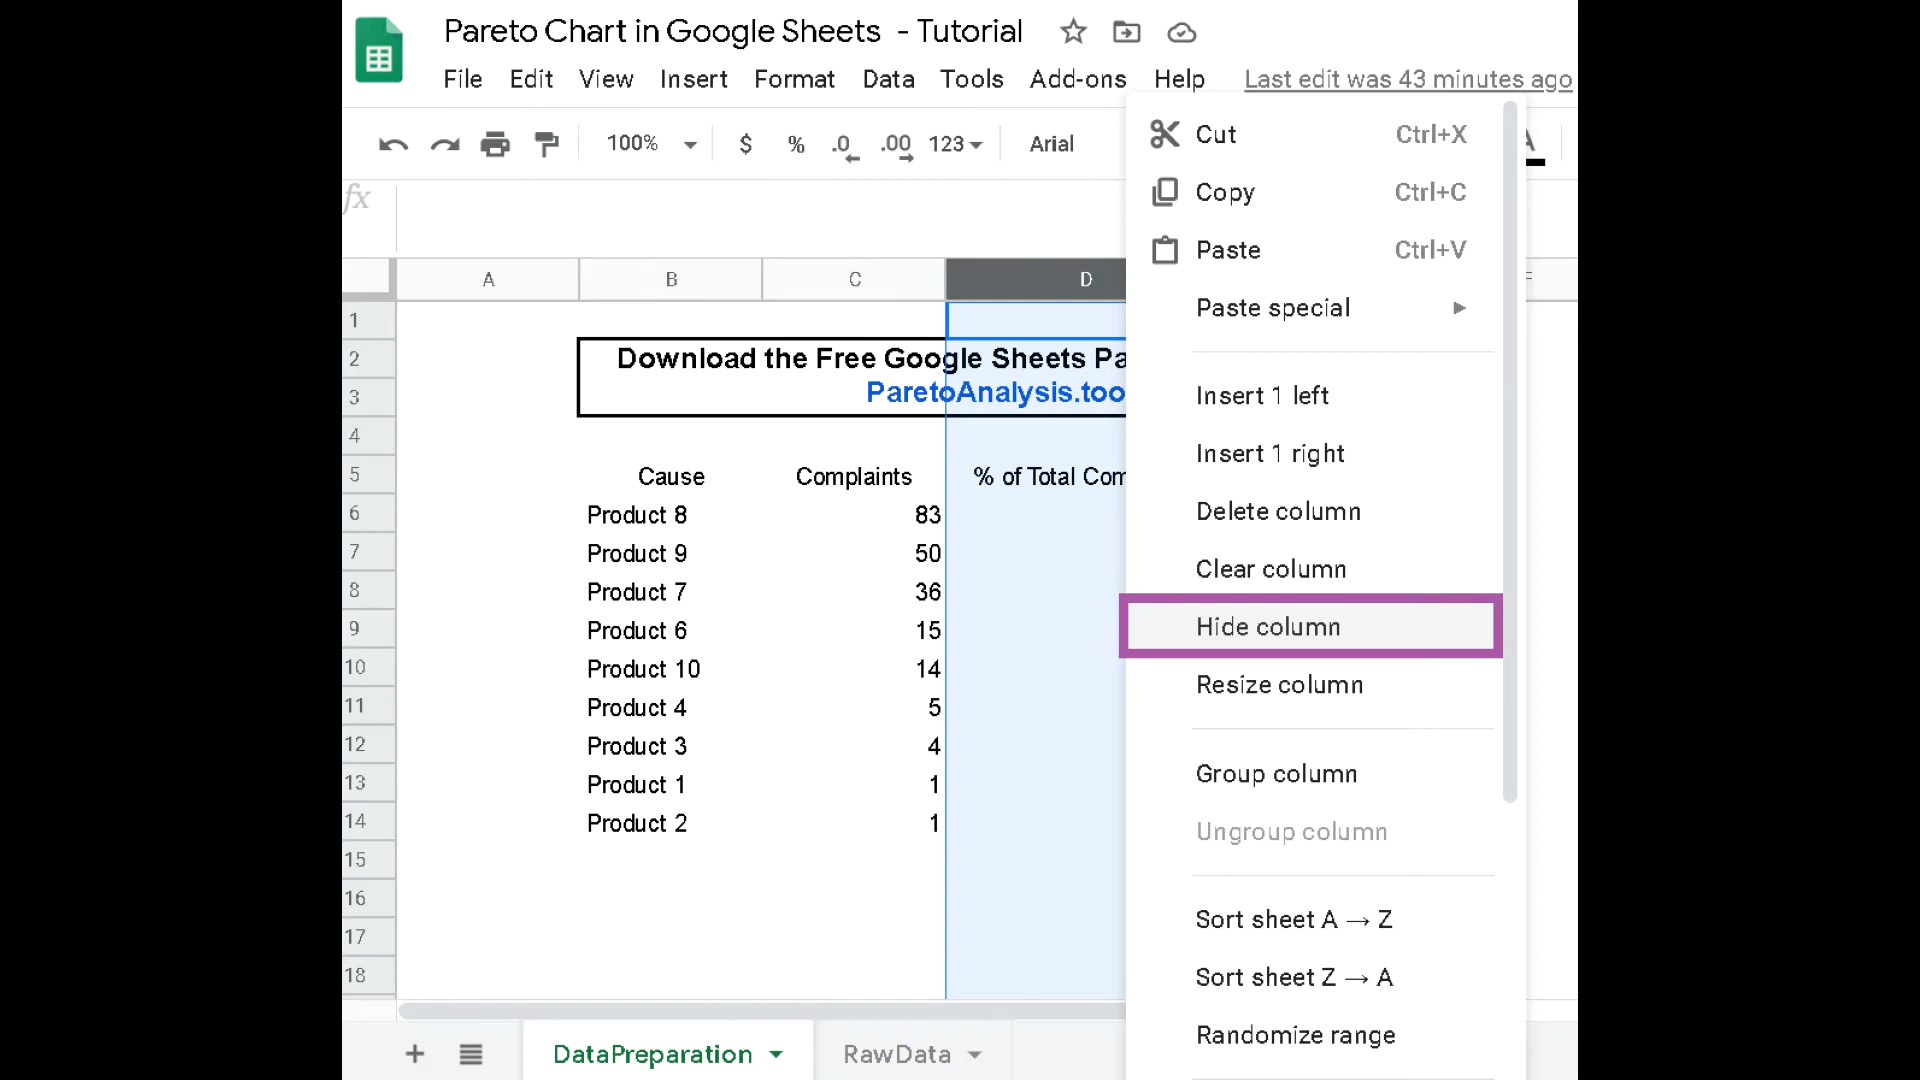 Pareto Chart in Google Sheets - Tutorial
File Edit View Insert Format Data Tools Add-ons Help Last edit was 43 minutes ago
100% $ % .0 .00 123 Arial A
fx
A B C D
1
2 Download the Free Google Sheets Pa
3 ParetoAnalysis.too
4
5 Cause Complaints % of Total Com
6 Product 8 83
7 Product 9 50
8 Product 7 36
9 Product 6 15
10 Product 10 14
11 Product 4 5
12 Product 3 4
13 Product 1 1
14 Product 2 1
15
16
17
18
Cut Ctrl+X
Copy Ctrl+C
Paste Ctrl+V
Paste special
Insert 1 left
Insert 1 right
Delete column
Clear column
Hide column
Resize column
Group column
Ungroup column
Sort sheet A → Z
Sort sheet Z → A
Randomize range
DataPreparation RawData